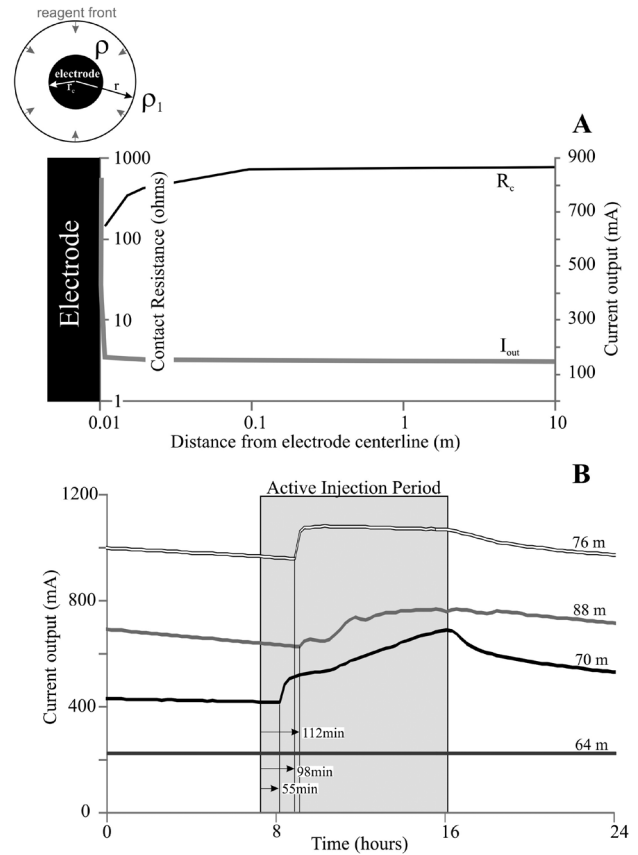 reagent front
ρ
electrode
r_c
r
ρ₁
A
Electrode
1000
100
10
1
Contact Resistance (ohms)
R_c
I_out
900
700
500
300
100
Current output (mA)
0.01
0.1
1
10
Distance from electrode centerline (m)
B
Active Injection Period
1200
800
400
0
Current output (mA)
76 m
88 m
70 m
64 m
112min
98min
55min
0
8
16
24
Time (hours)